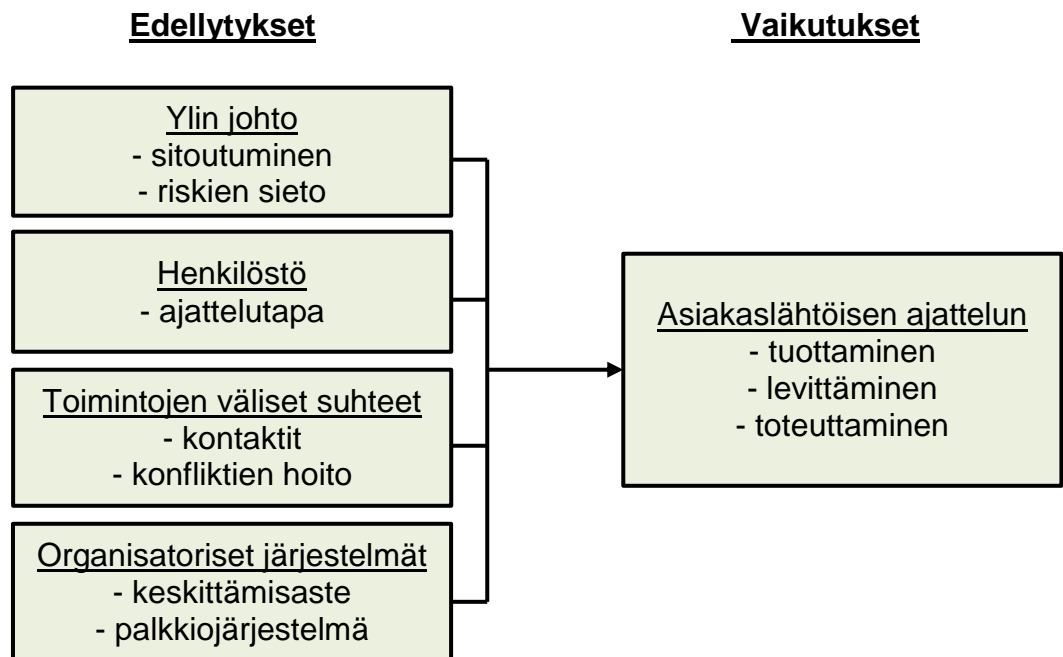 Edellytykset
Vaikutukset
Ylin johto
- sitoutuminen
- riskien sieto
Henkilöstö
- ajattelutapa
Toimintojen väliset suhteet
- kontaktit
- konfliktien hoito
Organisatoriset järjestelmät
- keskittämisaste
- palkkiojärjestelmä
Asiakaslähtöisen ajattelun
- tuottaminen
- levittäminen
- toteuttaminen